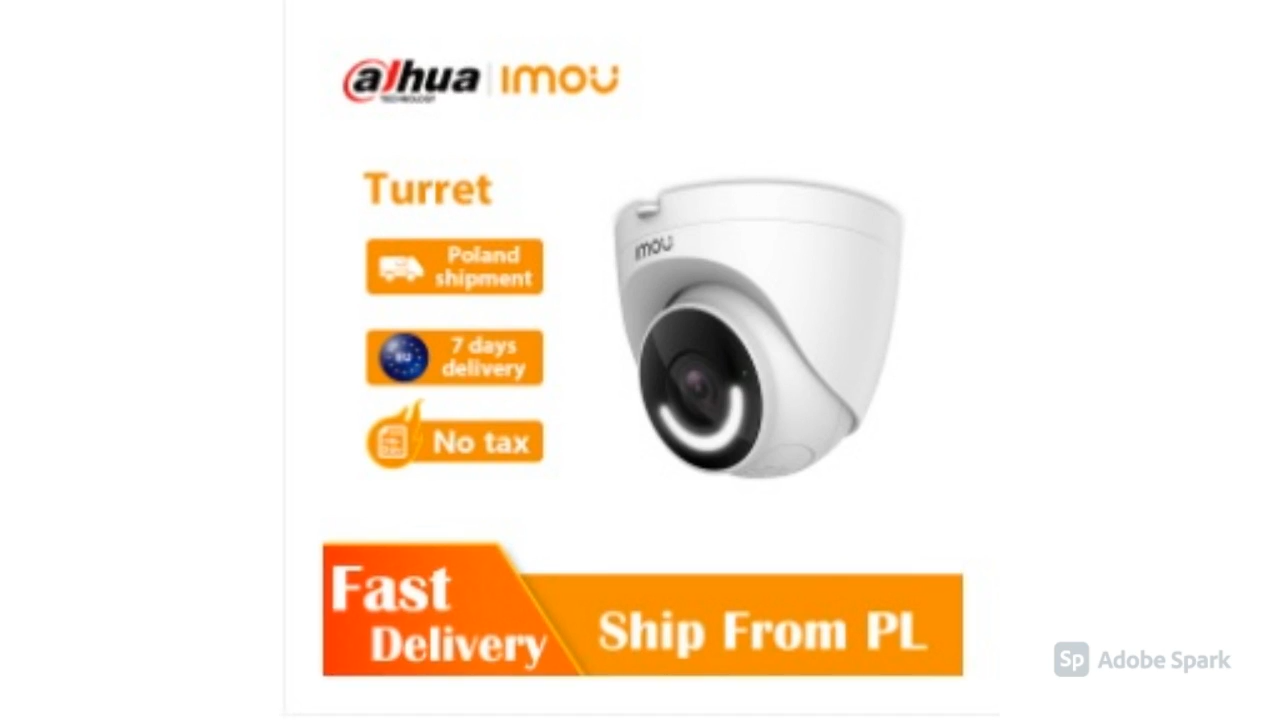 alhua
TECHNOLOGY
imou
Turret
imou
Poland
shipment
EU
7 days
delivery
No tax
Fast
Delivery
Ship From PL
Sp Adobe Spark